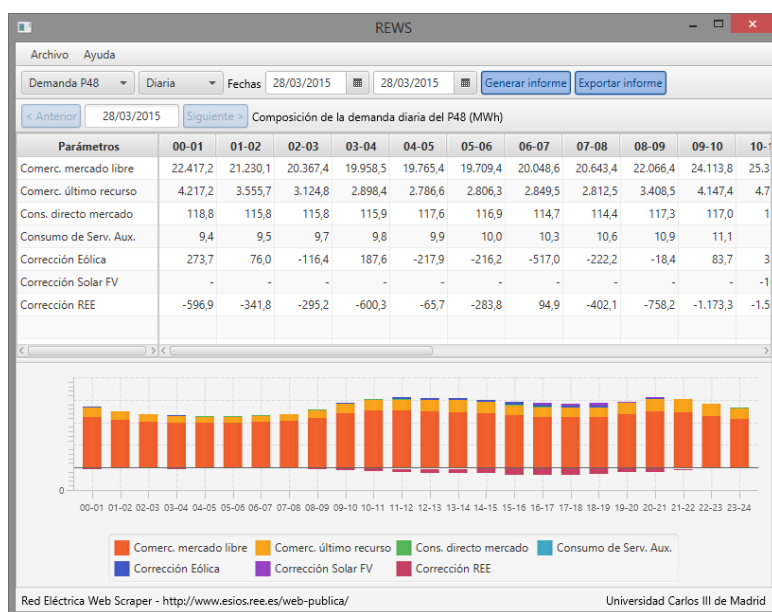 REWS
Archivo Ayuda
Demanda P48 Diaria Fechas 28/03/2015 28/03/2015 Generar informe Exportar informe
< Anterior 28/03/2015 Siguiente > Composición de la demanda diaria del P48 (MWh)
Parámetros 00-01 01-02 02-03 03-04 04-05 05-06 06-07 07-08 08-09 09-10 10-1
Comerc. mercado libre 22.417,2 21.230,1 20.367,4 19.958,5 19.765,4 19.709,4 20.048,6 20.643,4 22.066,4 24.113,8 25.3
Comerc. último recurso 4.217,2 3.555,7 3.124,8 2.898,4 2.786,6 2.806,3 2.849,5 2.812,5 3.408,5 4.147,4 4.7
Cons. directo mercado 118,8 115,8 115,8 115,9 117,6 116,9 114,7 114,4 117,3 117,0 1
Consumo de Serv. Aux. 9,4 9,5 9,7 9,8 9,9 10,0 10,3 10,6 10,9 11,1
Corrección Eólica 273,7 76,0 -116,4 187,6 -217,9 -216,2 -517,0 -222,2 -18,4 83,7 3
Corrección Solar FV - - - - - - - - - - -1
Corrección REE -596,9 -341,8 -295,2 -600,3 -65,7 -283,8 94,9 -402,1 -758,2 -1.173,3 -1.5
0
00-01 01-02 02-03 03-04 04-05 05-06 06-07 07-08 08-09 09-10 10-11 11-12 12-13 13-14 14-15 15-16 16-17 17-18 18-19 19-20 20-21 21-22 22-23 23-24
Comerc. mercado libre Comerc. último recurso Cons. directo mercado Consumo de Serv. Aux.
Corrección Eólica Corrección Solar FV Corrección REE
Red Eléctrica Web Scraper - http://www.esios.ree.es/web-publica/ Universidad Carlos III de Madrid